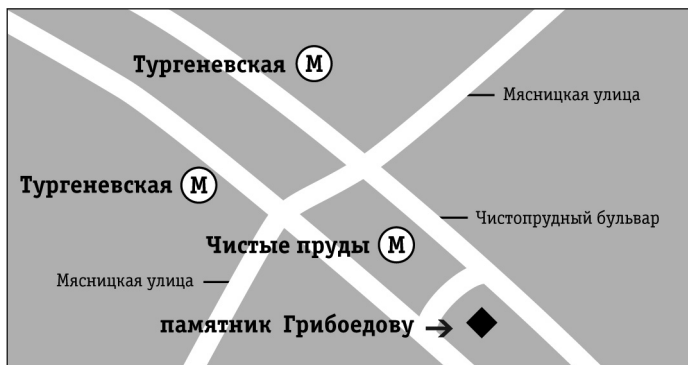 Тургеневская М
Мясницкая улица
Тургеневская М
Чистопрудный бульвар
Чистые пруды М
Мясницкая улица
памятник Грибоедову